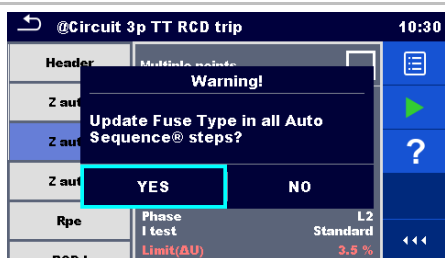 @Circuit 3p TT RCD trip
10:30
Header
Multiple points
Warning!
Z aut
Update Fuse Type in all Auto
Sequence® steps?
Z aut
?
Z aut
YES
NO
Rpe
Phase L2
I test Standard
Limit(ΔU) 3.5 %